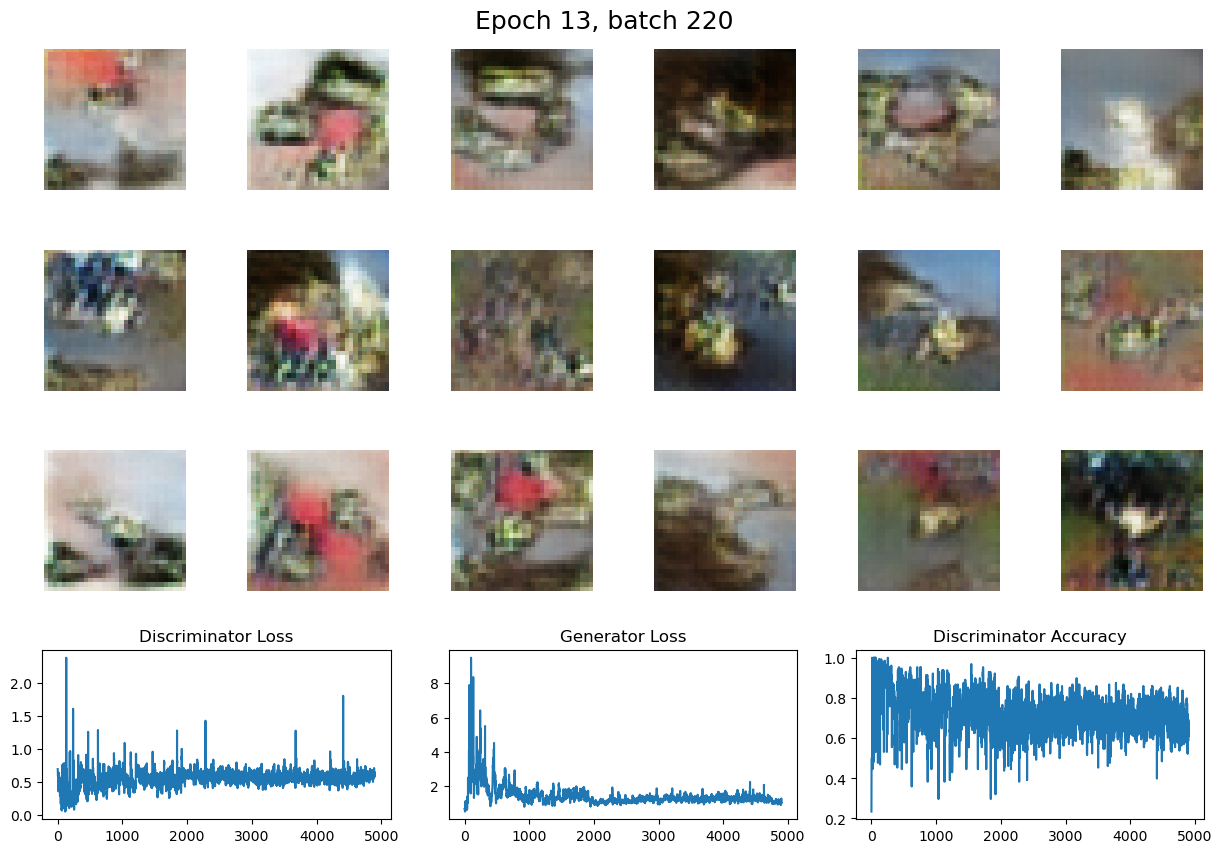 Epoch 13, batch 220
Discriminator Loss
Generator Loss
Discriminator Accuracy
2.0
1.5
1.0
0.5
0.0
0 1000 2000 3000 4000 5000
8
6
4
2
0 1000 2000 3000 4000 5000
1.0
0.8
0.6
0.4
0.2
0 1000 2000 3000 4000 5000